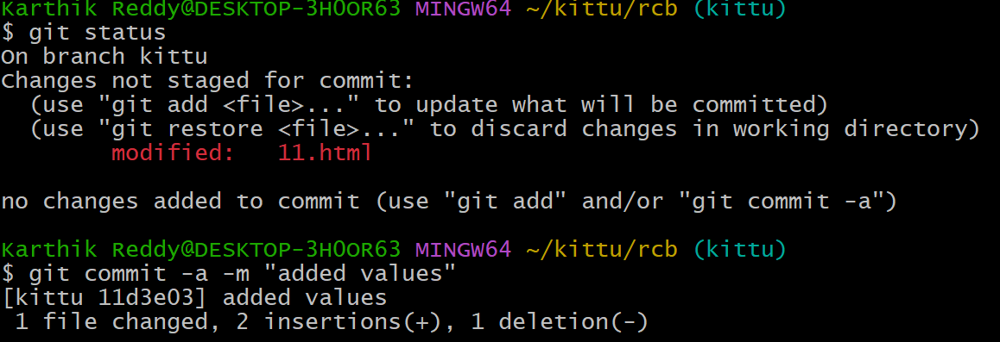 Karthik Reddy@DESKTOP-3HOOR63 MINGW64 ~/kittu/rcb (kittu)
$ git status
On branch kittu
Changes not staged for commit:
  (use "git add <file>..." to update what will be committed)
  (use "git restore <file>..." to discard changes in working directory)
        modified:   11.html

no changes added to commit (use "git add" and/or "git commit -a")

Karthik Reddy@DESKTOP-3HOOR63 MINGW64 ~/kittu/rcb (kittu)
$ git commit -a -m "added values"
[kittu 11d3e03] added values
 1 file changed, 2 insertions(+), 1 deletion(-)